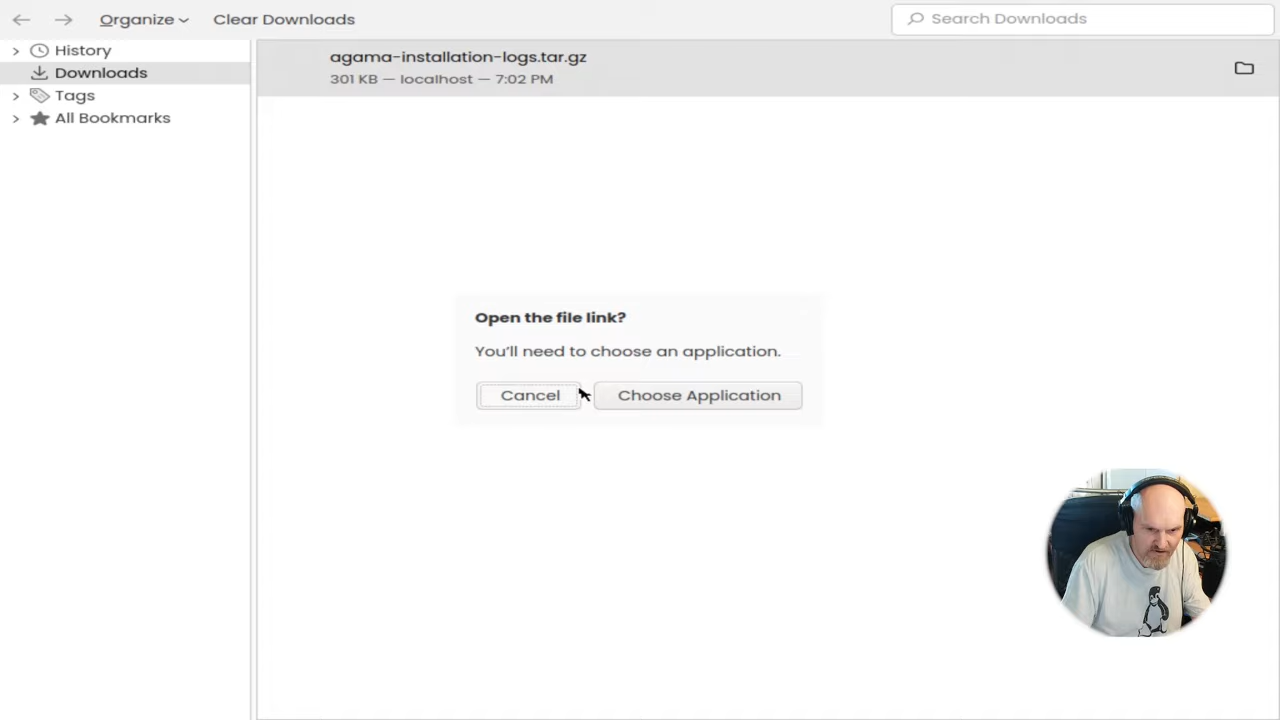 Organize
Clear Downloads
Search Downloads
History
Downloads
Tags
All Bookmarks
agama-installation-logs.tar.gz
301 KB — localhost — 7:02 PM
Open the file link?
You’ll need to choose an application.
Cancel
Choose Application